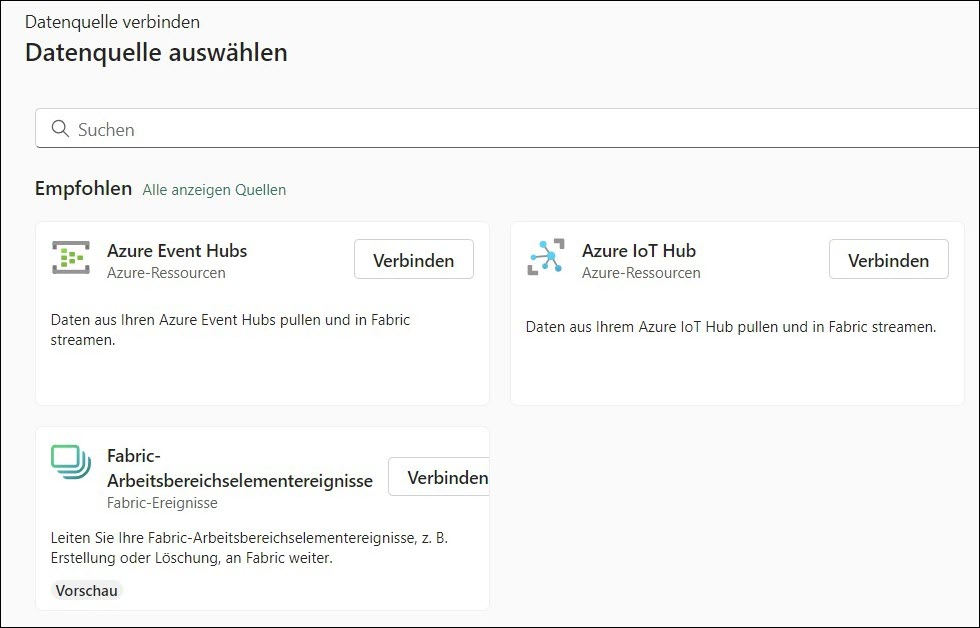 Datenquelle verbinden
Datenquelle auswählen
Suchen
Empfohlen Alle anzeigen Quellen
Azure Event Hubs
Azure-Ressourcen
Verbinden
Daten aus Ihren Azure Event Hubs pullen und in Fabric
streamen.
Azure IoT Hub
Azure-Ressourcen
Verbinden
Daten aus Ihrem Azure IoT Hub pullen und in Fabric streamen.
Fabric-
Arbeitsbereichselementereignisse
Fabric-Ereignisse
Verbinden
Leiten Sie Ihre Fabric-Arbeitsbereichselementereignisse, z. B.
Erstellung oder Löschung, an Fabric weiter.
Vorschau